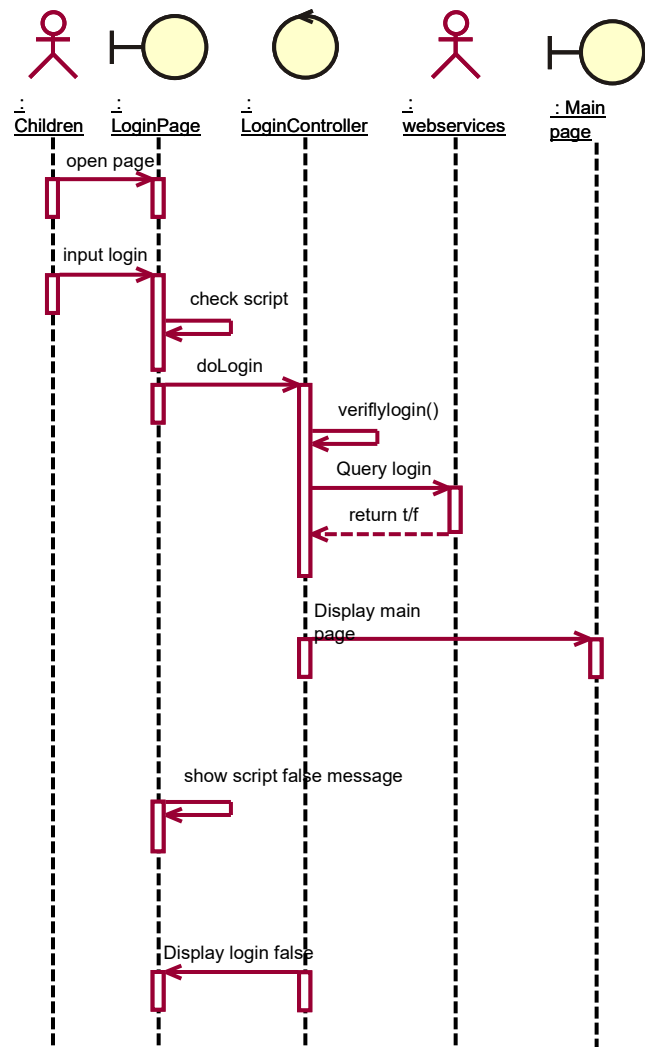 :
Children
:
LoginPage
:
LoginController
:
webservices
: Main
page
open page
input login
check script
doLogin
veriflylogin()
Query login
return t/f
Display main
page
show script false message
Display login false